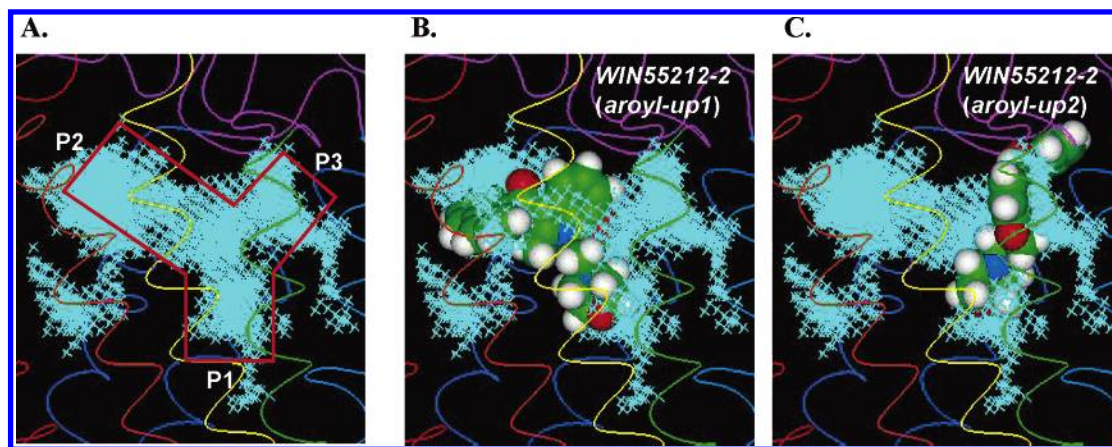 A.
B.
C.
P2
P3
P1
WIN55212-2
(aroyl-up1)
WIN55212-2
(aroyl-up2)